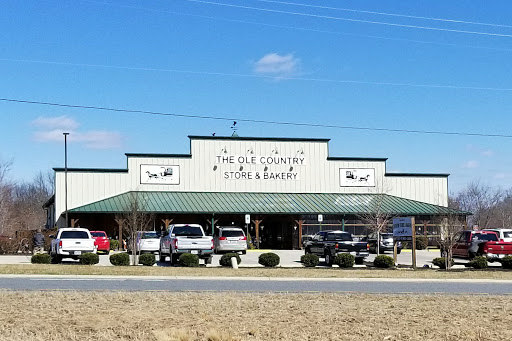 THE OLE COUNTRY
STORE & BAKERY